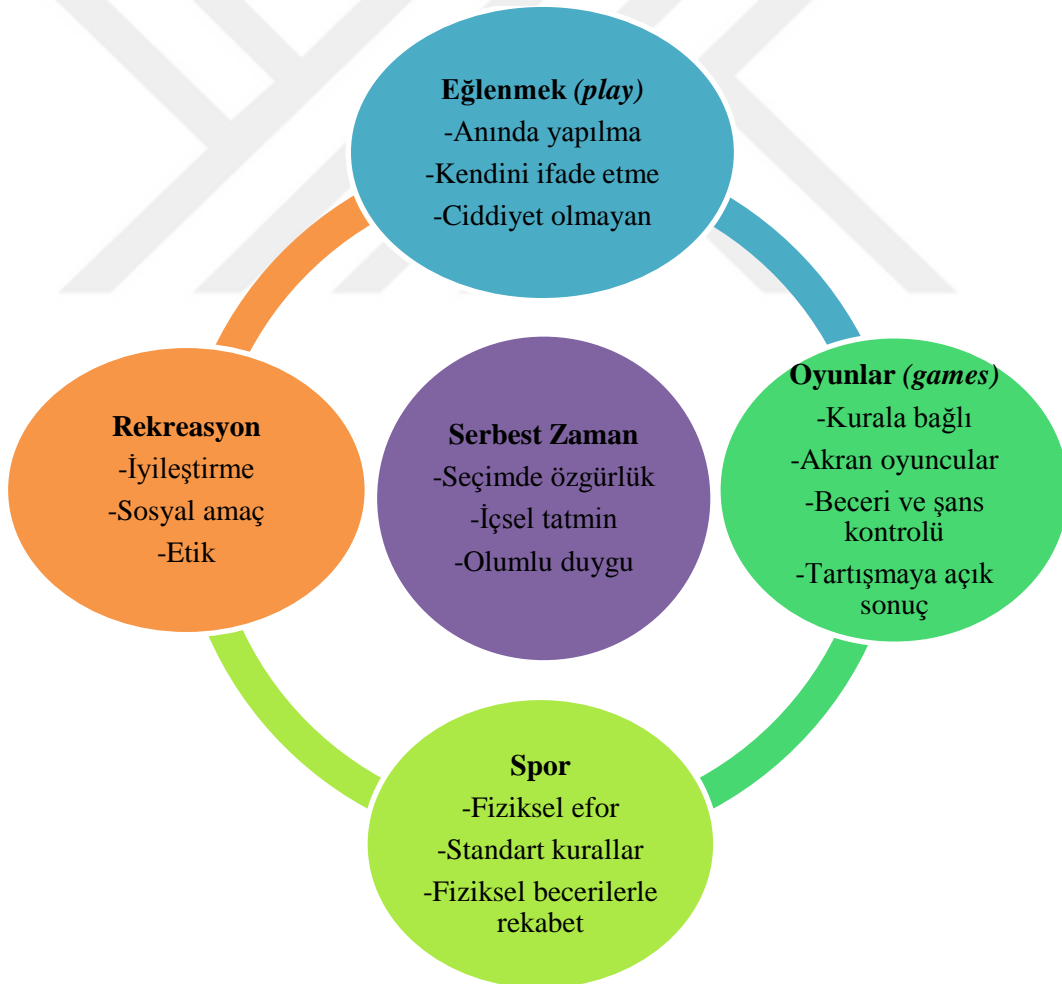 Eğlenmek (play)
-Anında yapılma
-Kendini ifade etme
-Ciddiyet olmayan
Rekreasyon
-İyileştirme
-Sosyal amaç
-Etik
Serbest Zaman
-Seçimde özgürlük
-İçsel tatmin
-Olumlu duygu
Oyunlar (games)
-Kurala bağlı
-Akran oyuncular
-Beceri ve şans
kontrolü
-Tartışmaya açık
sonuç
Spor
-Fiziksel efor
-Standart kurallar
-Fiziksel becerilerle
rekabet